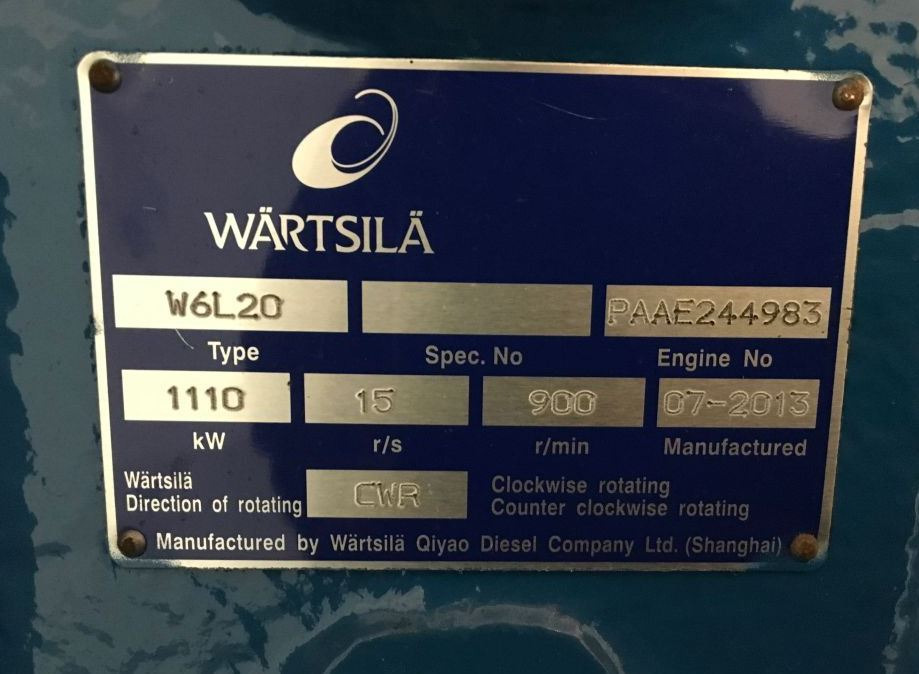 WÄRTSILÄ
W6L20 PAAE244983
Type Spec. No Engine No
1110 15 900 07-2013
kW r/s r/min Manufactured
Wärtsilä
Direction of rotating CWR
Clockwise rotating
Counter clockwise rotating
Manufactured by Wärtsilä Qiyao Diesel Company Ltd. (Shanghai)